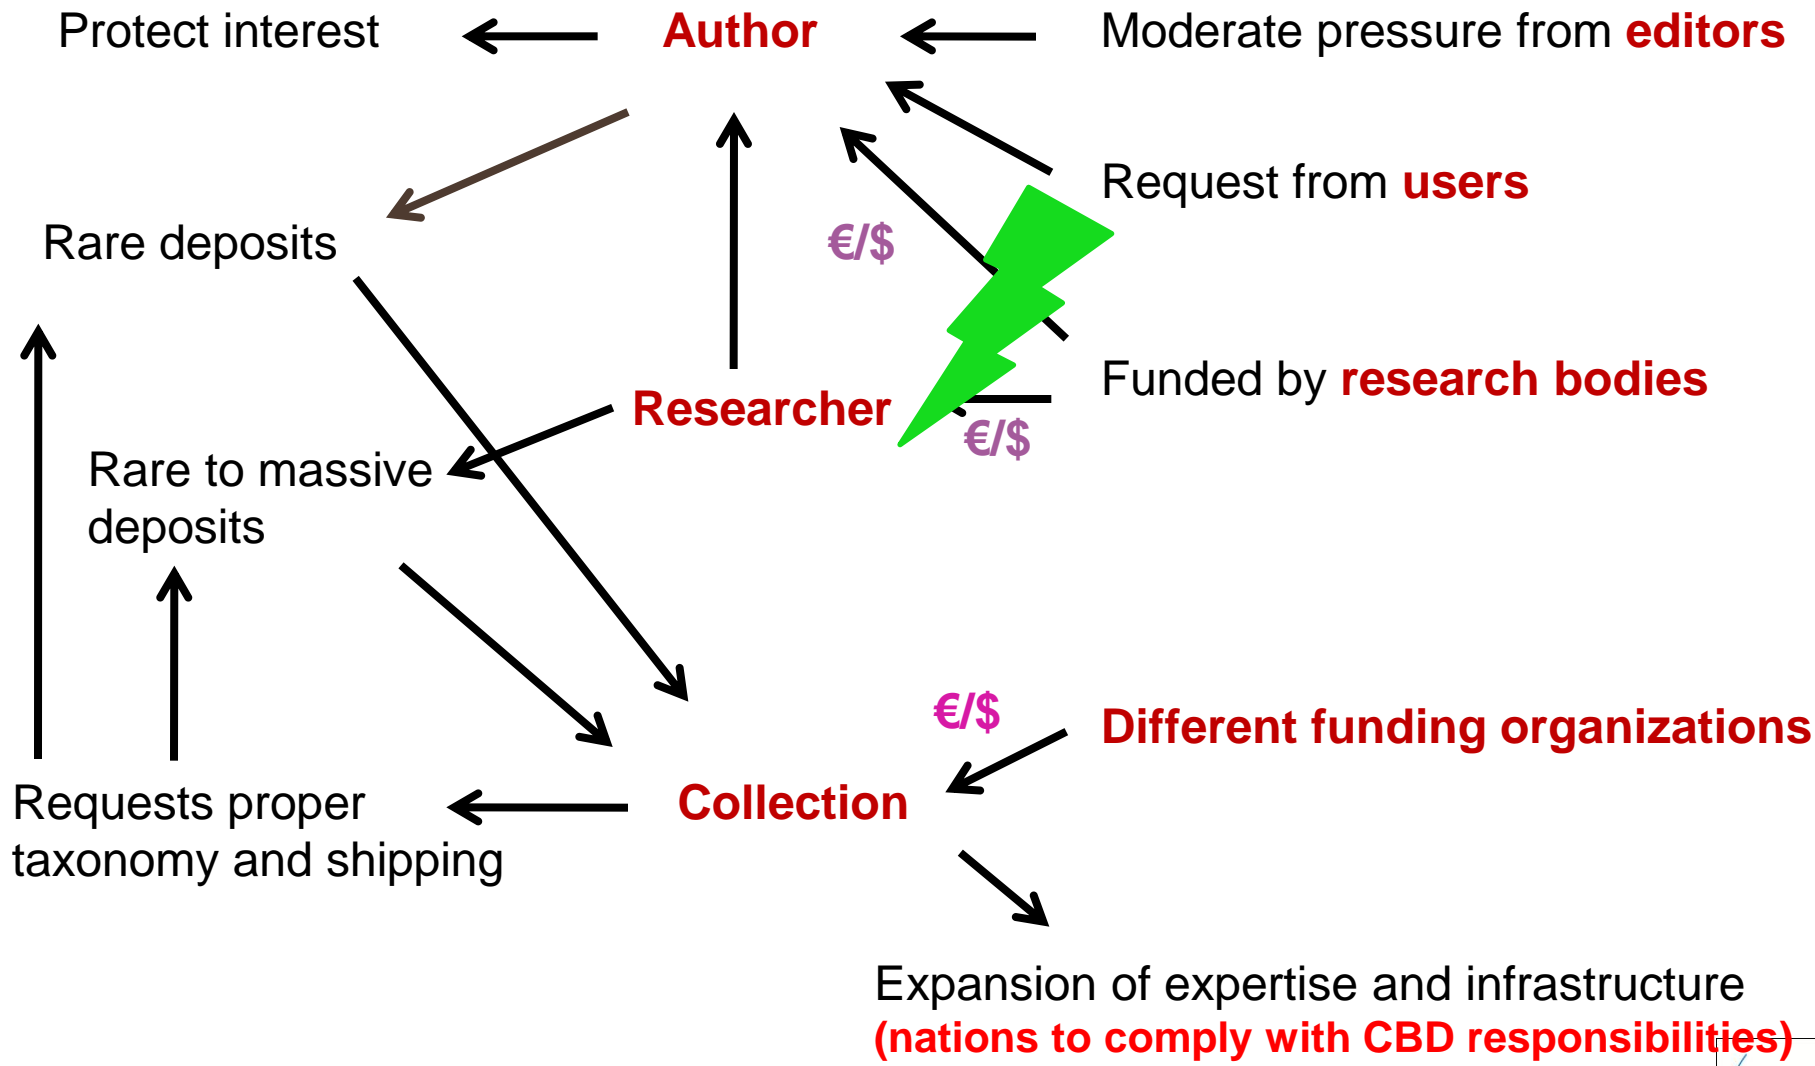 Protect interest
Author
Moderate pressure from editors
Request from users
€/$
Rare deposits
Funded by research bodies
Researcher
€/$
Rare to massive
deposits
€/$
Different funding organizations
Requests proper
taxonomy and shipping
Collection
Expansion of expertise and infrastructure
(nations to comply with CBD responsibilities)